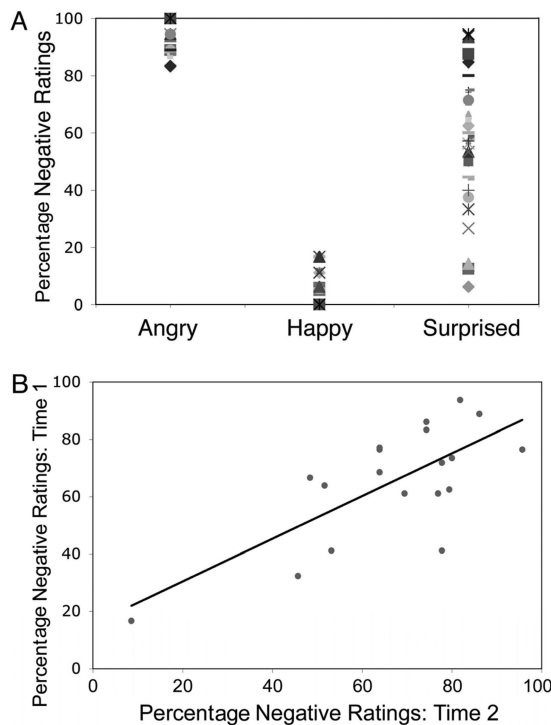 A
Percentage Negative Ratings
100
80
60
40
20
0
Angry Happy Surprised
B
Percentage Negative Ratings: Time 1
100
80
60
40
20
0
0 20 40 60 80 100
Percentage Negative Ratings: Time 2